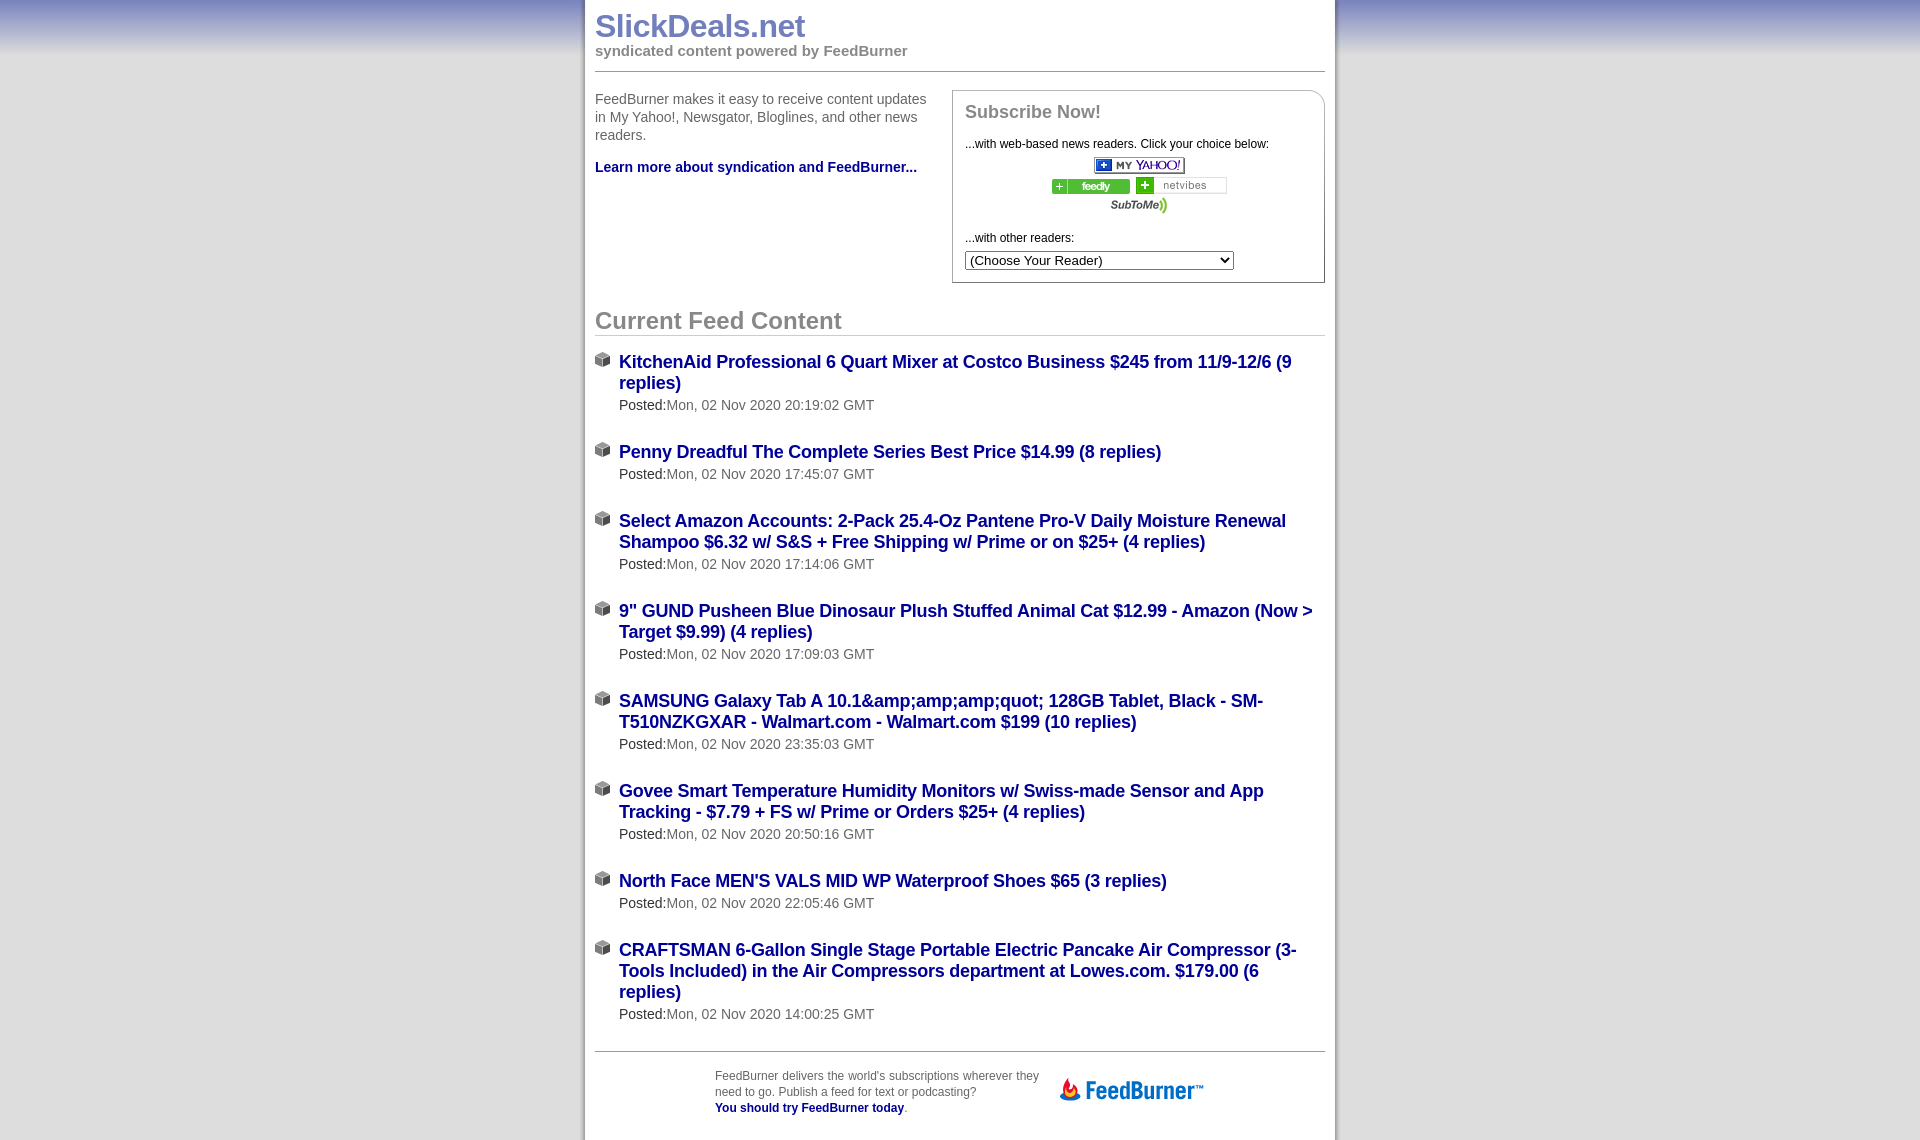 SlickDeals.net
syndicated content powered by FeedBurner
FeedBurner makes it easy to receive content updates
in My Yahoo!, Newsgator, Bloglines, and other news
readers.
Learn more about syndication and FeedBurner...
Subscribe Now!
...with web-based news readers. Click your choice below:
MY YAHOO!
feedly
netvibes
SubToMe
...with other readers:
(Choose Your Reader)
Current Feed Content
KitchenAid Professional 6 Quart Mixer at Costco Business $245 from 11/9-12/6 (9
replies)
Posted:Mon, 02 Nov 2020 20:19:02 GMT
Penny Dreadful The Complete Series Best Price $14.99 (8 replies)
Posted:Mon, 02 Nov 2020 17:45:07 GMT
Select Amazon Accounts: 2-Pack 25.4-Oz Pantene Pro-V Daily Moisture Renewal
Shampoo $6.32 w/ S&S + Free Shipping w/ Prime or on $25+ (4 replies)
Posted:Mon, 02 Nov 2020 17:14:06 GMT
9" GUND Pusheen Blue Dinosaur Plush Stuffed Animal Cat $12.99 - Amazon (Now >
Target $9.99) (4 replies)
Posted:Mon, 02 Nov 2020 17:09:03 GMT
SAMSUNG Galaxy Tab A 10.1&amp;amp;amp;quot; 128GB Tablet, Black - SM-
T510NZKGXAR - Walmart.com - Walmart.com $199 (10 replies)
Posted:Mon, 02 Nov 2020 23:35:03 GMT
Govee Smart Temperature Humidity Monitors w/ Swiss-made Sensor and App
Tracking - $7.79 + FS w/ Prime or Orders $25+ (4 replies)
Posted:Mon, 02 Nov 2020 20:50:16 GMT
North Face MEN'S VALS MID WP Waterproof Shoes $65 (3 replies)
Posted:Mon, 02 Nov 2020 22:05:46 GMT
CRAFTSMAN 6-Gallon Single Stage Portable Electric Pancake Air Compressor (3-
Tools Included) in the Air Compressors department at Lowes.com. $179.00 (6
replies)
Posted:Mon, 02 Nov 2020 14:00:25 GMT
FeedBurner delivers the world's subscriptions wherever they
need to go. Publish a feed for text or podcasting?
You should try FeedBurner today.
FeedBurner™